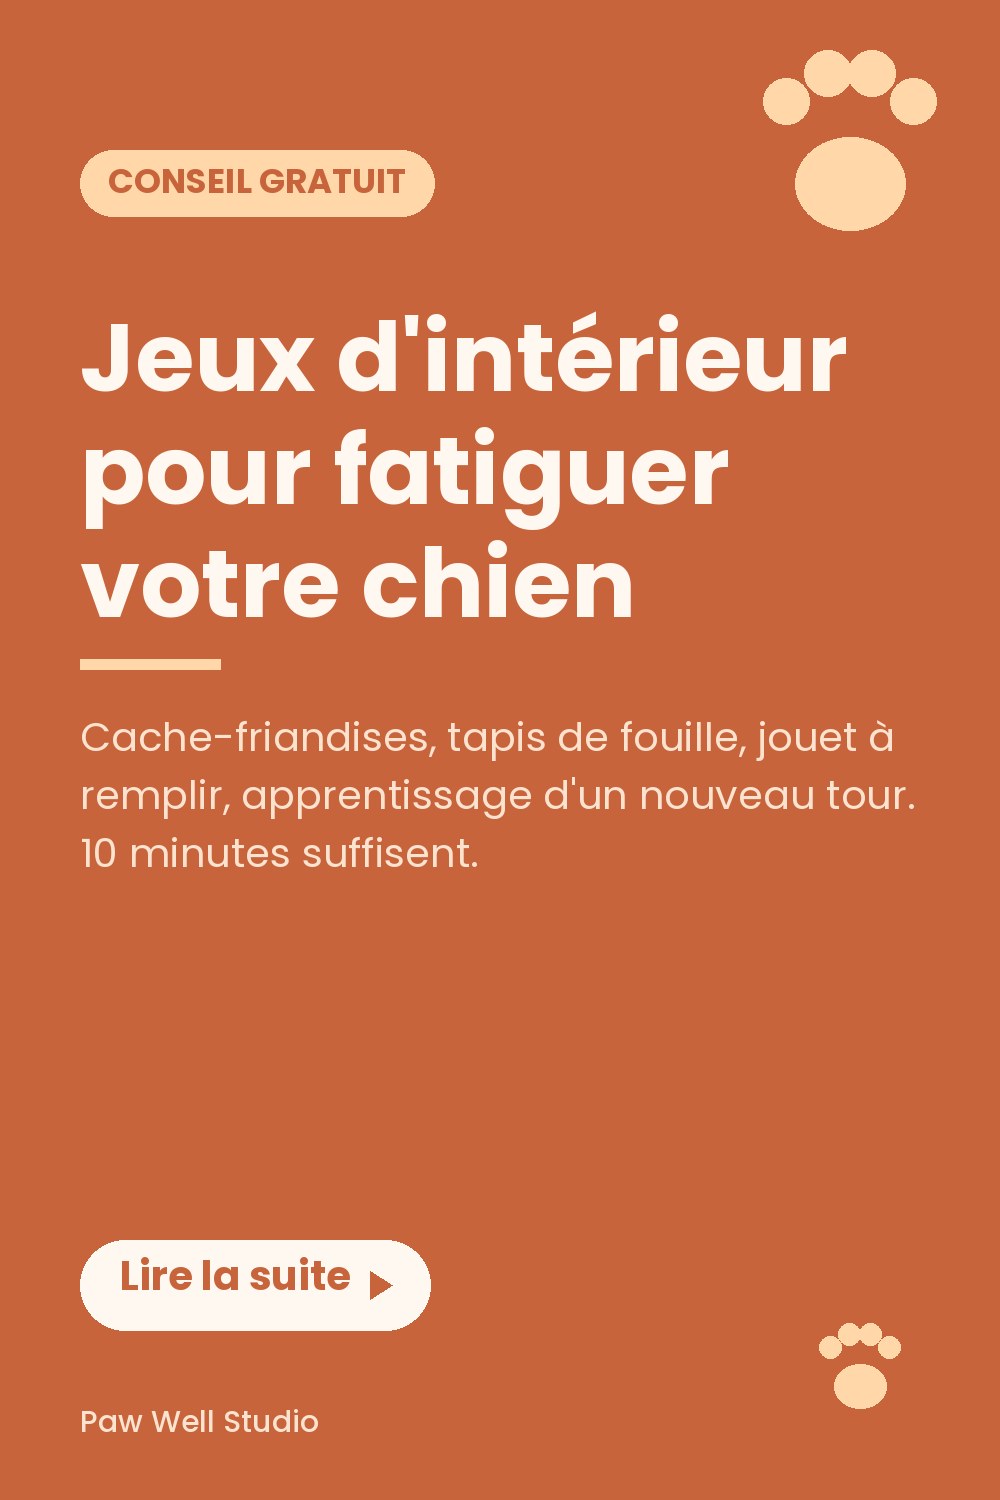 CONSEIL GRATUIT
Jeux d'intérieur
pour fatiguer
votre chien
Cache-friandises, tapis de fouille, jouet à
remplir, apprentissage d'un nouveau tour.
10 minutes suffisent.
Lire la suite
Paw Well Studio